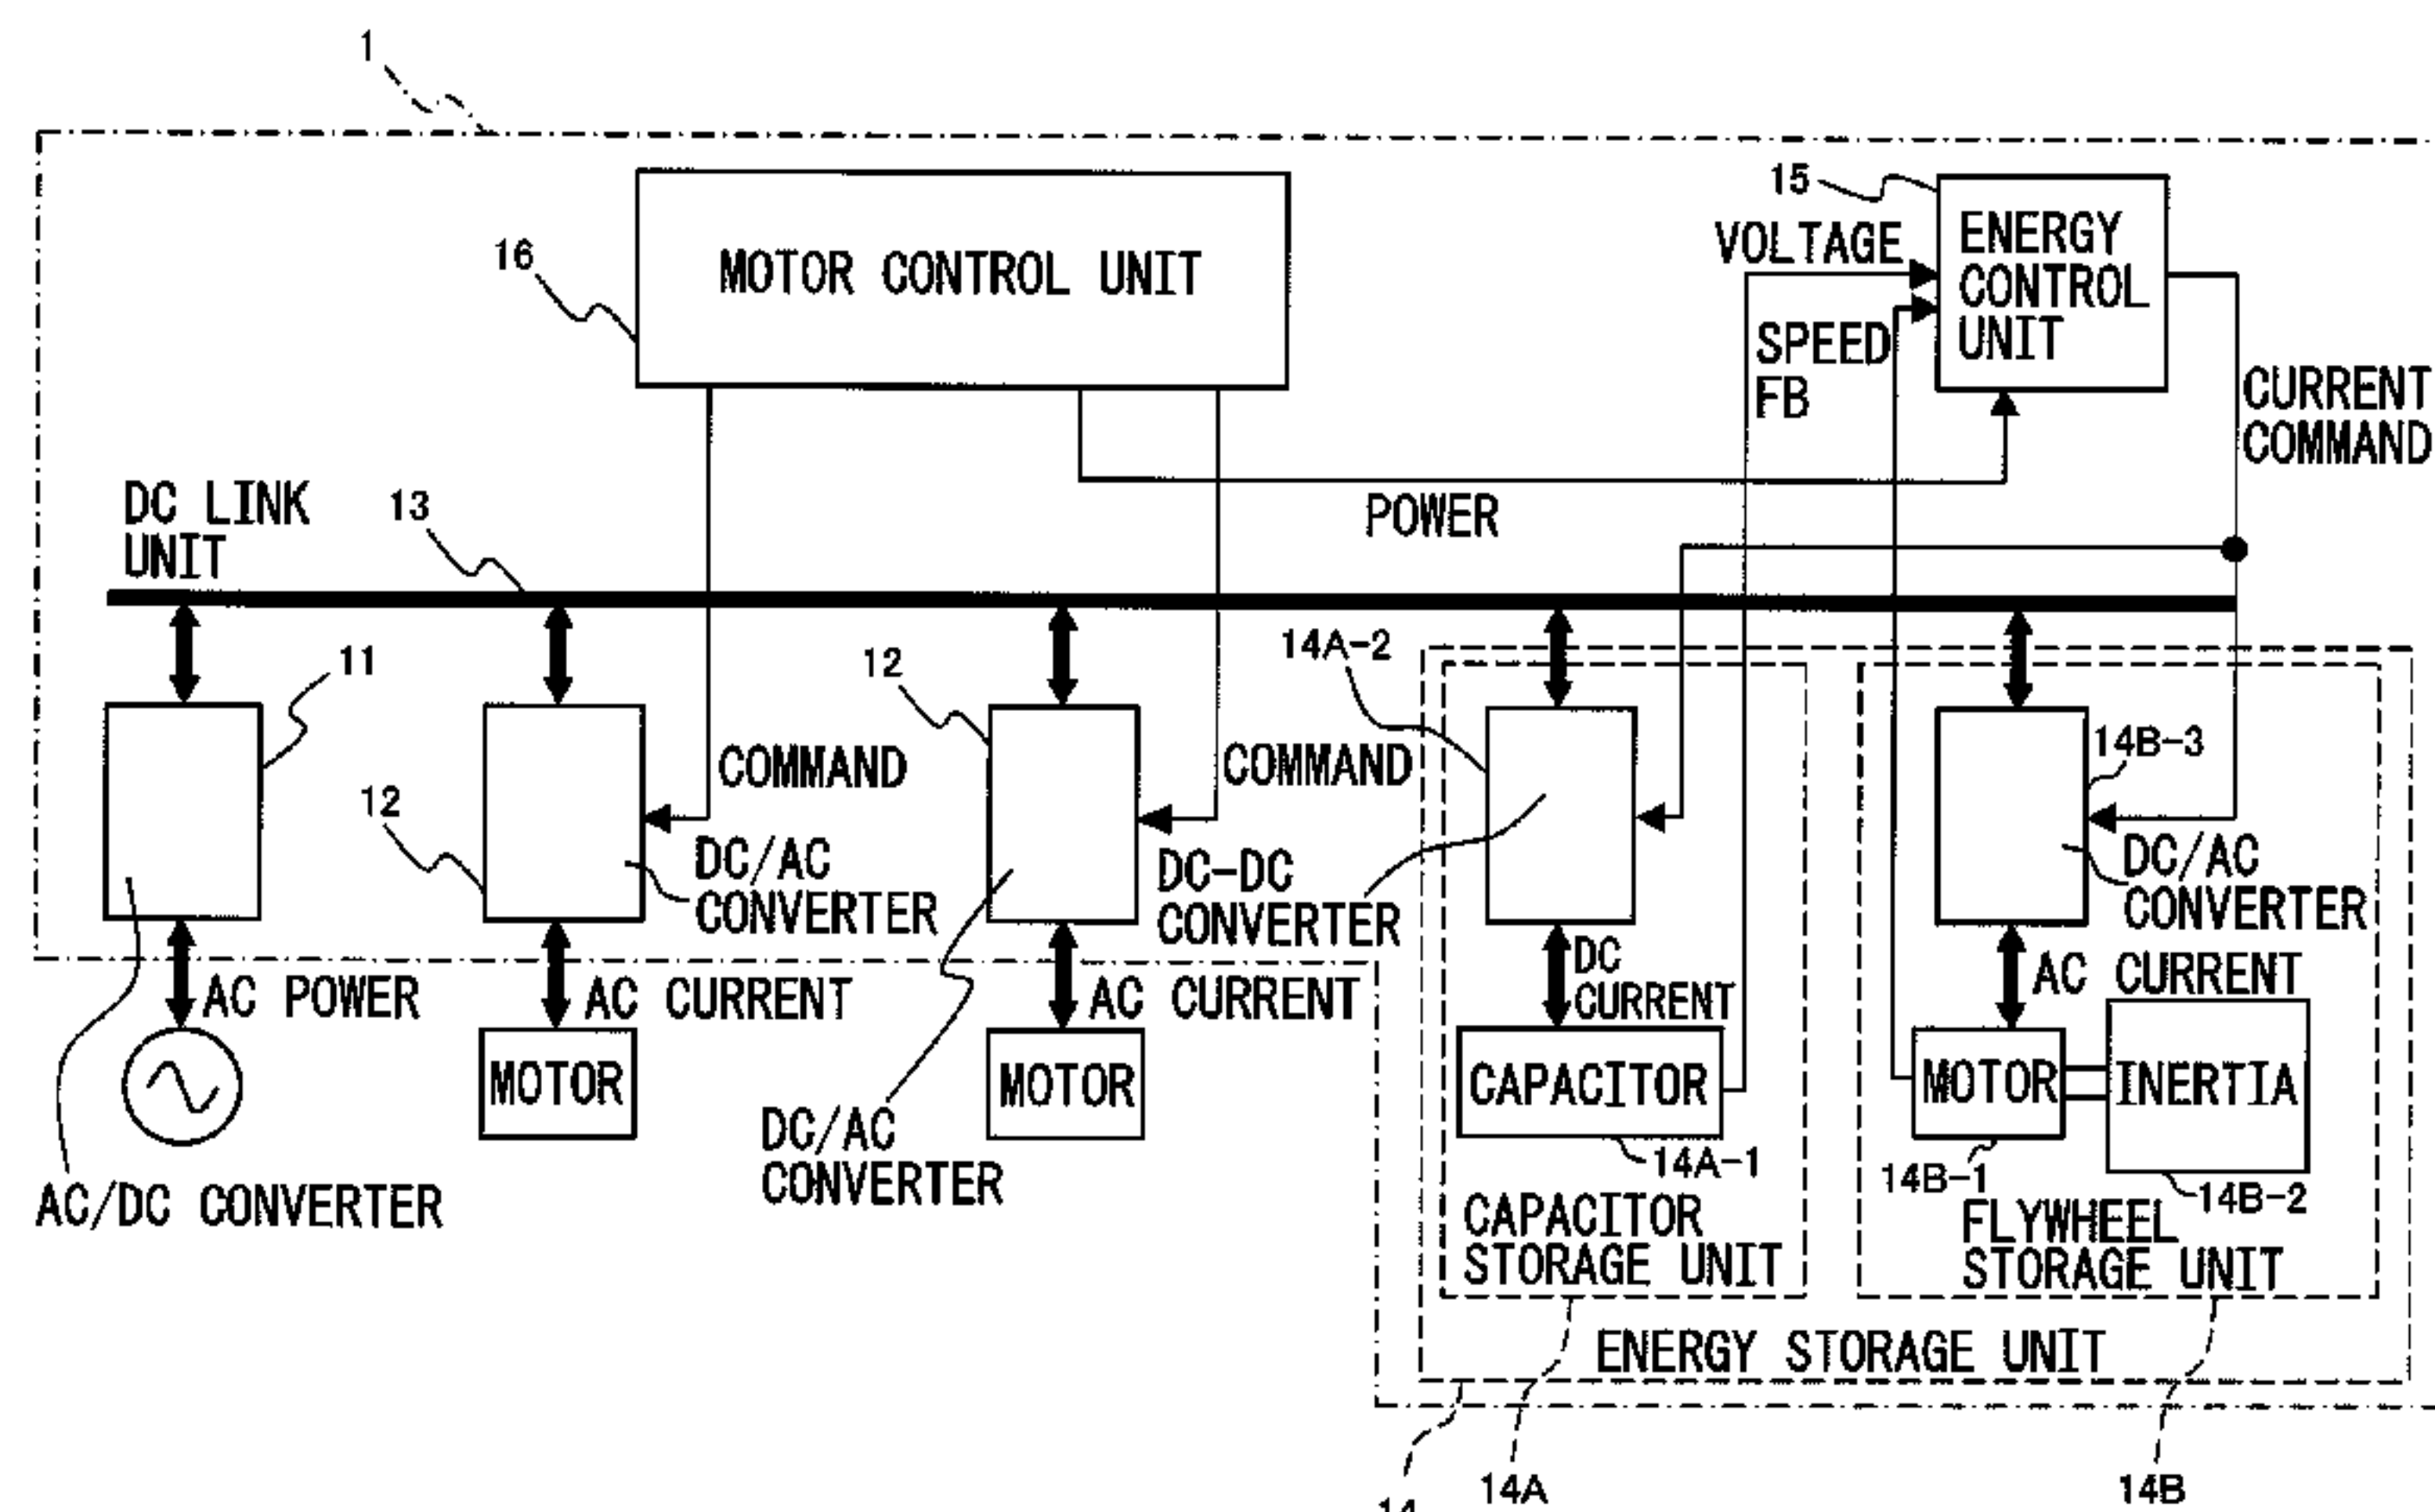 1
MOTOR CONTROL UNIT
16
15
ENERGY
CONTROL
UNIT
VOLTAGE
SPEED
FB
CURRENT
COMMAND
POWER
DC LINK
UNIT
13
11
12
COMMAND
DC/AC
CONVERTER
12
COMMAND
DC/AC
CONVERTER
14A-2
DC-DC
CONVERTER
14B-3
DC/AC
CONVERTER
AC POWER
AC CURRENT
AC CURRENT
DC
CURRENT
AC CURRENT
MOTOR
MOTOR
CAPACITOR
MOTOR
INERTIA
AC/DC CONVERTER
14A-1
14B-1
14B-2
CAPACITOR
STORAGE UNIT
FLYWHEEL
STORAGE UNIT
ENERGY STORAGE UNIT
14
14A
14B